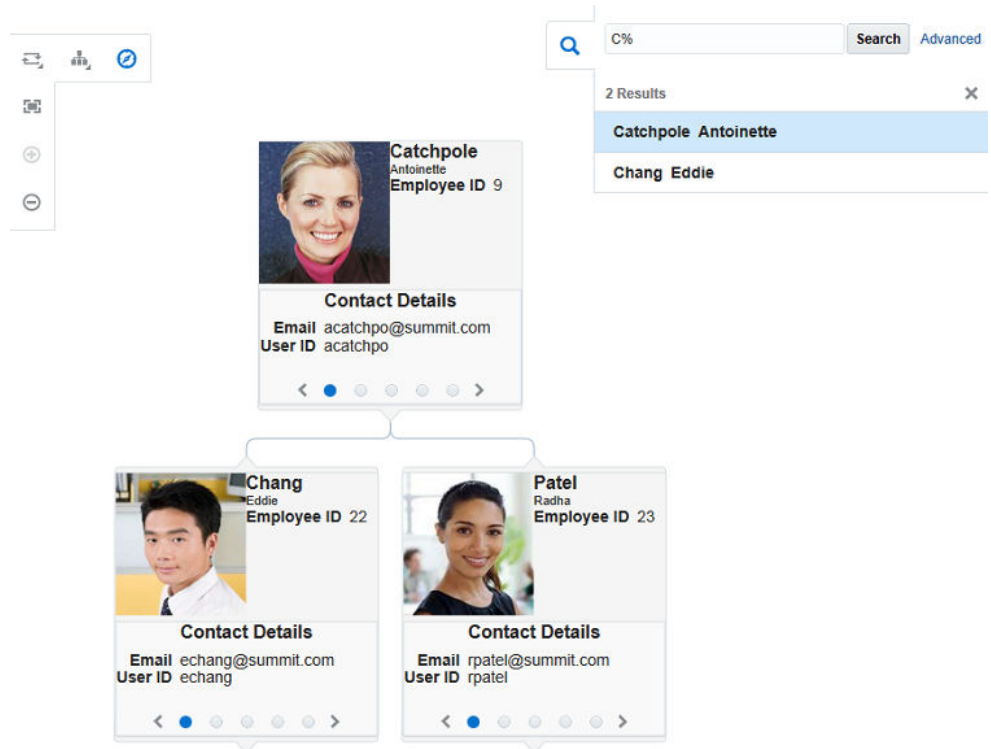 C%
Search
Advanced
2 Results
Catchpole Antoinette
Chang Eddie
Catchpole
Antoinette
Employee ID 9
Contact Details
Email acatchpo@summit.com
User ID acatchpo
Chang
Eddie
Employee ID 22
Contact Details
Email echang@summit.com
User ID echang
Patel
Radha
Employee ID 23
Contact Details
Email rpatel@summit.com
User ID rpatel